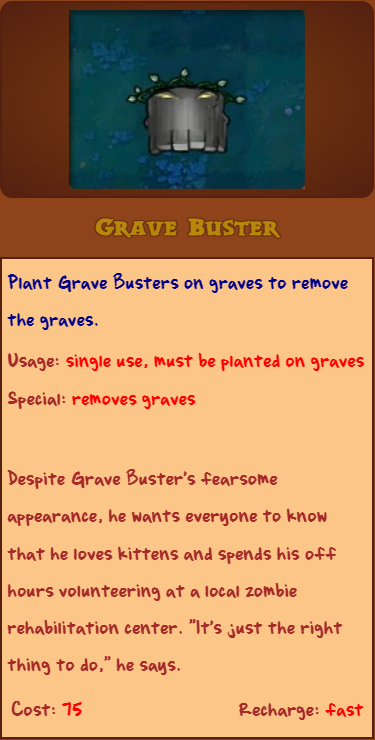 Grave Buster
Plant Grave Busters on graves to remove
the graves.
Usage: single use, must be planted on graves
Special: removes graves
Despite Grave Buster's fearsome
appearance, he wants everyone to know
that he loves kittens and spends his off
hours volunteering at a local zombie
rehabilitation center. "It's just the right
thing to do," he says.
Cost: 75 Recharge: fast